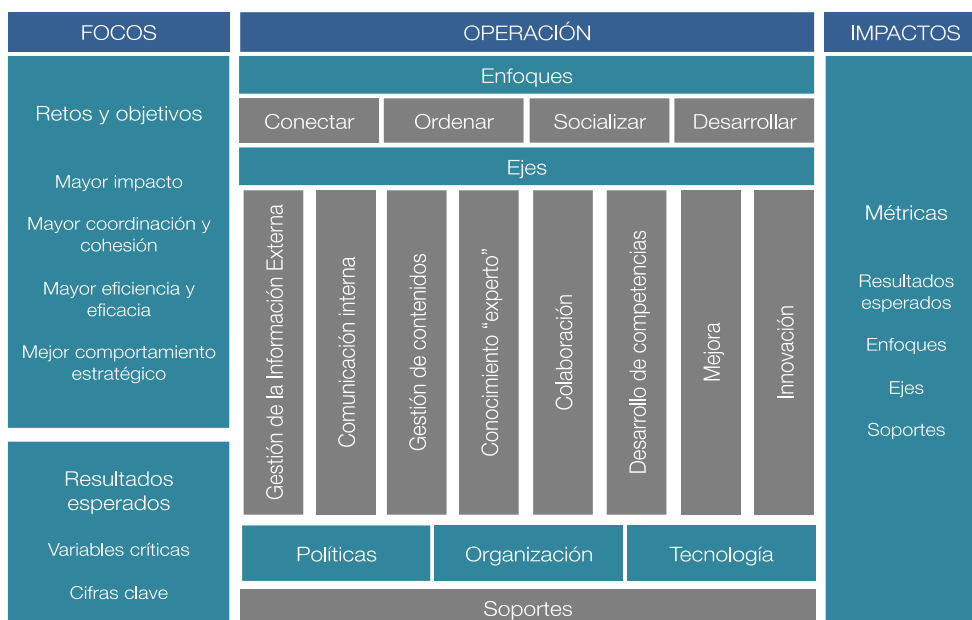 FOCOS
Retos y objetivos
Mayor impacto
Mayor coordinación y
cohesión
Mayor eficiencia y
eficacia
Mejor comportamiento
estratégico
Resultados
esperados
Variables críticas
Cifras clave
OPERACIÓN
Enfoques
Conectar
Ordenar
Socializar
Desarrollar
Ejes
Gestión de la Información Externa
Comunicación interna
Gestión de contenidos
Conocimiento “experto”
Colaboración
Desarrollo de competencias
Mejora
Innovación
Políticas
Organización
Tecnología
Soportes
IMPACTOS
Métricas
Resultados
esperados
Enfoques
Ejes
Soportes